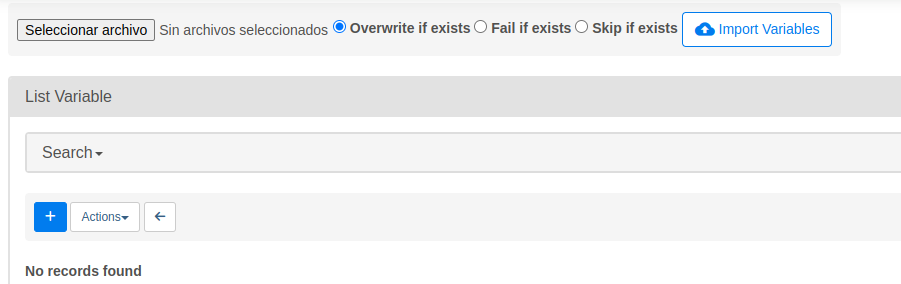 Seleccionar archivo Sin archivos seleccionados Overwrite if exists Fail if exists Skip if exists Import Variables
List Variable
Search
+ Actions ←
No records found